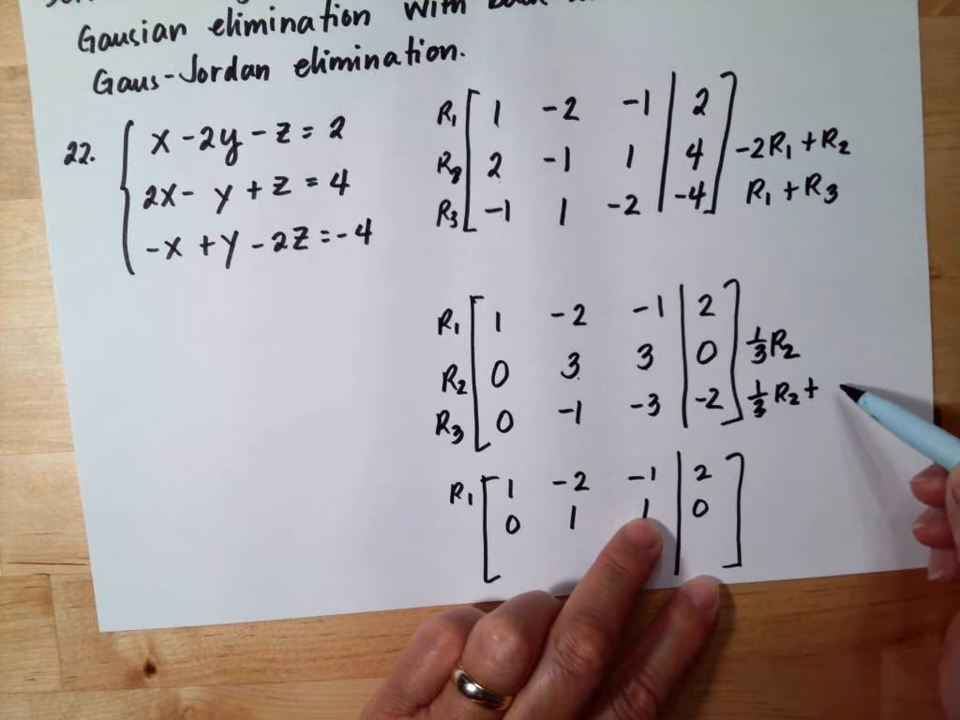 Gausian elimination with
Gaus-Jordan elimination.
22. { x - 2y - z = 2
2x - y + z = 4
-x + y - 2z = -4
R1 [ 1 -2 -1 | 2 ]
R2 [ 2 -1 1 | 4 ] -2R1 + R2
R3 [ -1 1 -2 | -4 ] R1 + R3
R1 [ 1 -2 -1 | 2 ]
R2 [ 0 3 3 | 0 ] 1/3 R2
R3 [ 0 -1 -3 | -2 ] 1/3 R2 +
R1 [ 1 -2 -1 | 2 ]
[ 0 1 1 | 0 ]